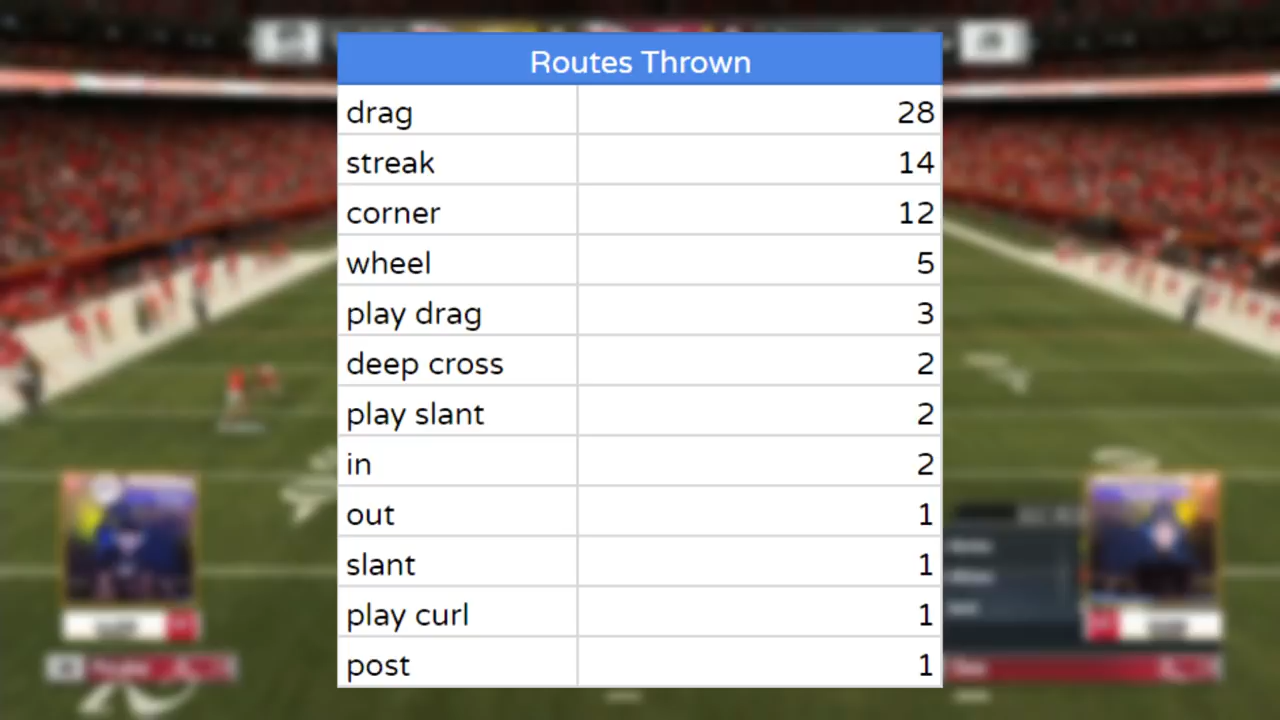 Routes Thrown
drag 28
streak 14
corner 12
wheel 5
play drag 3
deep cross 2
play slant 2
in 2
out 1
slant 1
play curl 1
post 1